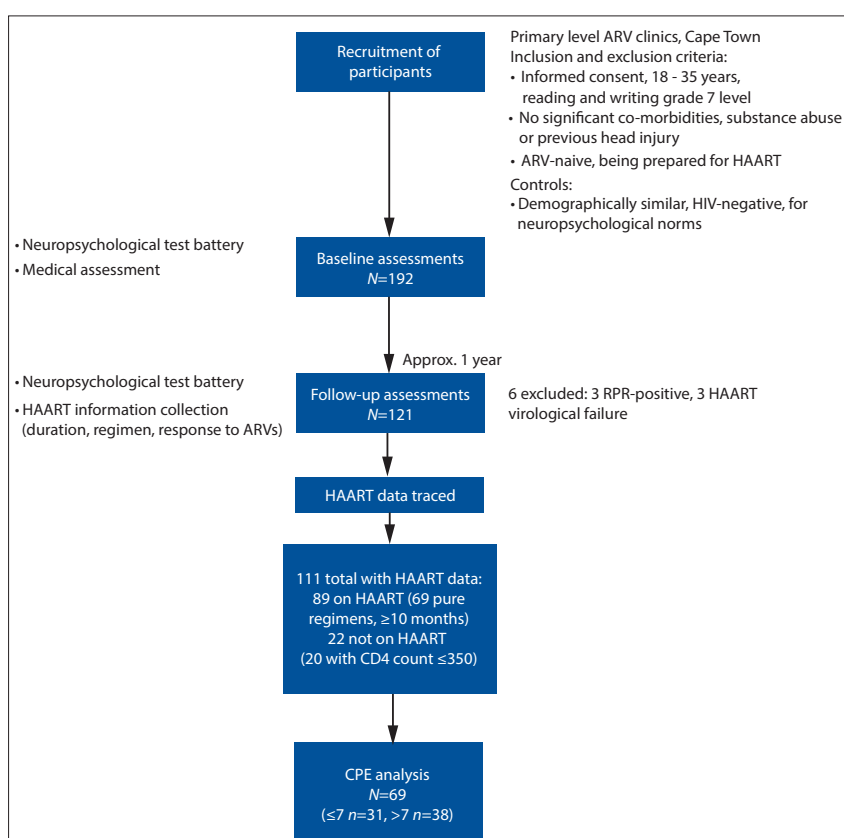 Recruitment of
participants
Primary level ARV clinics, Cape Town
Inclusion and exclusion criteria:
• Informed consent, 18 - 35 years,
reading and writing grade 7 level
• No significant co-morbidities, substance abuse
or previous head injury
• ARV-naive, being prepared for HAART
Controls:
• Demographically similar, HIV-negative, for
neuropsychological norms
• Neuropsychological test battery
• Medical assessment
Baseline assessments
N=192
Approx. 1 year
• Neuropsychological test battery
• HAART information collection
(duration, regimen, response to ARVs)
Follow-up assessments
N=121
6 excluded: 3 RPR-positive, 3 HAART
virological failure
HAART data traced
111 total with HAART data:
89 on HAART (69 pure
regimens, ≥10 months)
22 not on HAART
(20 with CD4 count ≤350)
CPE analysis
N=69
(≤7 n=31, >7 n=38)